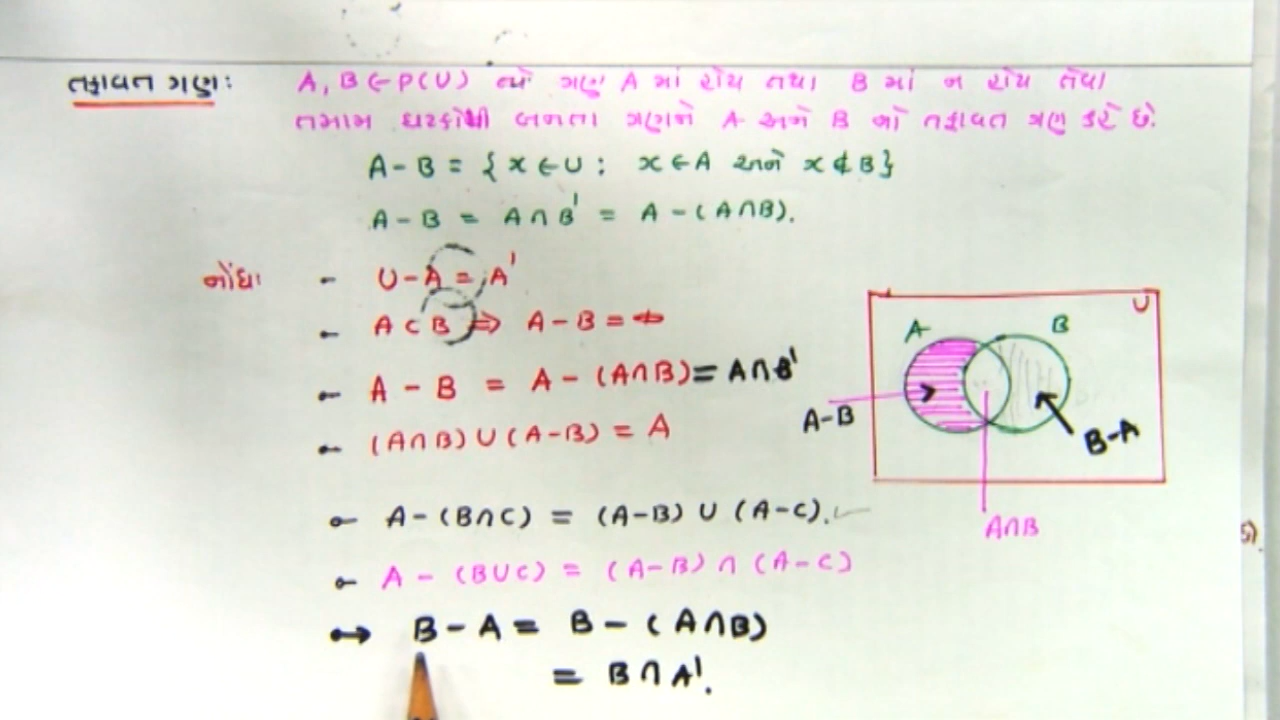 તફાવત ગણ:
A, B ∈ P(U) તો ગણ A માં હોય તથા B માં ન હોય તેવા
તમામ ઘટકોથી બનતા ગણને A અને B નો તફાવત ગણ કહે છે.
A - B = { x ∈ U : x ∈ A અને x ∉ B}
A - B = A ∩ B' = A - (A∩B).
નોંધ:
- U - A = A'
- A ⊂ B ⇒ A - B = ϕ
- A - B = A - (A∩B) = A∩B'
- (A∩B) ∪ (A-B) = A
- A - (B∩C) = (A-B) ∪ (A-C).
- A - (B∪C) = (A-B) ∩ (A-C)
→ B - A = B - (A∩B)
= B ∩ A'.
U
A B
A-B
B-A
A∩B